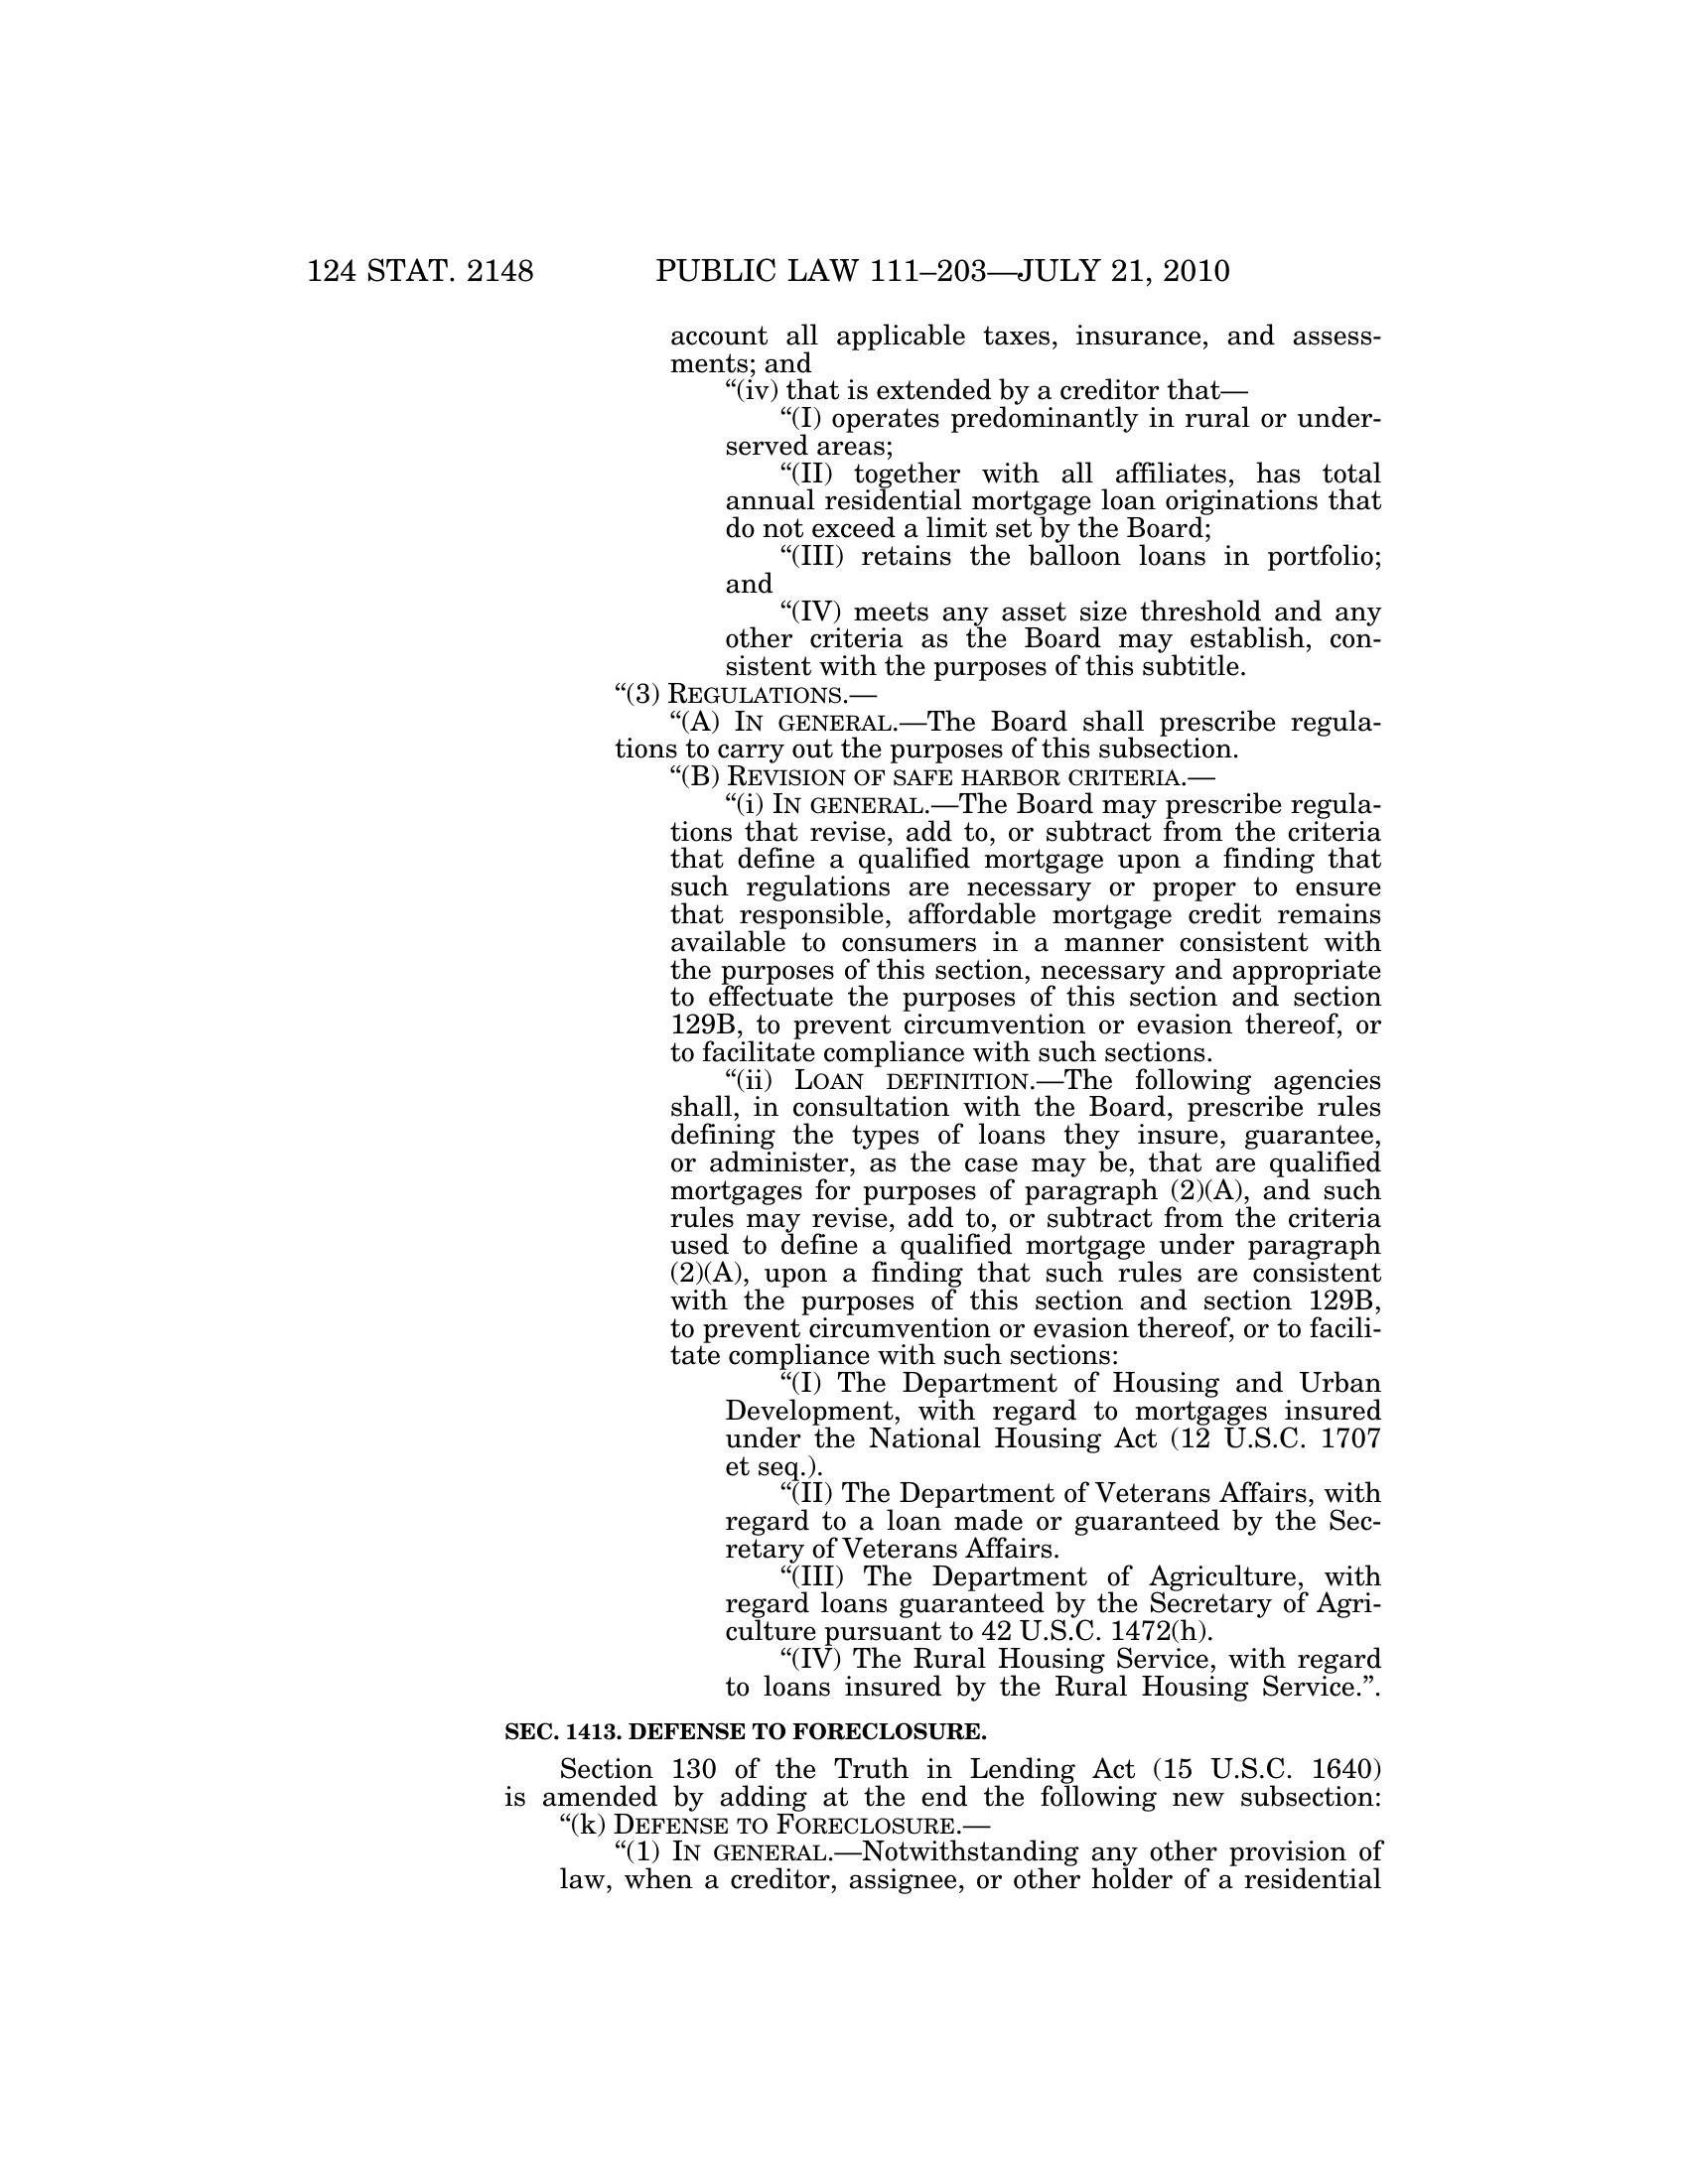 124 STAT. 2148 PUBLIC LAW 111–203—JULY 21, 2010
account all applicable taxes, insurance, and assess-
ments; and
“(iv) that is extended by a creditor that—
“(I) operates predominantly in rural or under-
served areas;
“(II) together with all affiliates, has total
annual residential mortgage loan originations that
do not exceed a limit set by the Board;
“(III) retains the balloon loans in portfolio;
and
“(IV) meets any asset size threshold and any
other criteria as the Board may establish, con-
sistent with the purposes of this subtitle.
“(3) REGULATIONS.—
“(A) IN GENERAL.—The Board shall prescribe regula-
tions to carry out the purposes of this subsection.
“(B) REVISION OF SAFE HARBOR CRITERIA.—
“(i) IN GENERAL.—The Board may prescribe regula-
tions that revise, add to, or subtract from the criteria
that define a qualified mortgage upon a finding that
such regulations are necessary or proper to ensure
that responsible, affordable mortgage credit remains
available to consumers in a manner consistent with
the purposes of this section, necessary and appropriate
to effectuate the purposes of this section and section
129B, to prevent circumvention or evasion thereof, or
to facilitate compliance with such sections.
“(ii) LOAN DEFINITION.—The following agencies
shall, in consultation with the Board, prescribe rules
defining the types of loans they insure, guarantee,
or administer, as the case may be, that are qualified
mortgages for purposes of paragraph (2)(A), and such
rules may revise, add to, or subtract from the criteria
used to define a qualified mortgage under paragraph
(2)(A), upon a finding that such rules are consistent
with the purposes of this section and section 129B,
to prevent circumvention or evasion thereof, or to facili-
tate compliance with such sections:
“(I) The Department of Housing and Urban
Development, with regard to mortgages insured
under the National Housing Act (12 U.S.C. 1707
et seq.).
“(II) The Department of Veterans Affairs, with
regard to a loan made or guaranteed by the Sec-
retary of Veterans Affairs.
“(III) The Department of Agriculture, with
regard loans guaranteed by the Secretary of Agri-
culture pursuant to 42 U.S.C. 1472(h).
“(IV) The Rural Housing Service, with regard
to loans insured by the Rural Housing Service.”.
SEC. 1413. DEFENSE TO FORECLOSURE.
Section 130 of the Truth in Lending Act (15 U.S.C. 1640)
is amended by adding at the end the following new subsection:
“(k) DEFENSE TO FORECLOSURE.—
“(1) IN GENERAL.—Notwithstanding any other provision of
law, when a creditor, assignee, or other holder of a residential